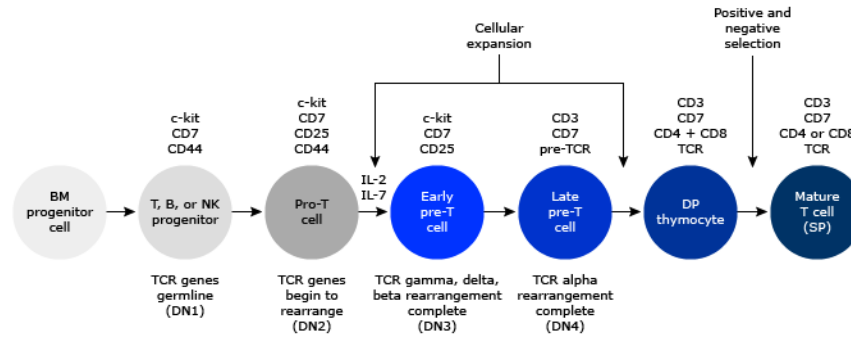 Cellular
expansion
Positive and
negative
selection
c-kit
CD7
CD44
c-kit
CD7
CD25
CD44
c-kit
CD7
CD25
CD3
CD7
pre-TCR
CD3
CD7
CD4 + CD8
TCR
CD3
CD7
CD4 or CD8
TCR
BM
progenitor
cell
T, B, or NK
progenitor
Pro-T
cell
IL-2
IL-7
Early
pre-T
cell
Late
pre-T
cell
DP
thymocyte
Mature
T cell
(SP)
TCR genes
germline
(DN1)
TCR genes
begin to
rearrange
(DN2)
TCR gamma, delta,
beta rearrangement
complete
(DN3)
TCR alpha
rearrangement
complete
(DN4)